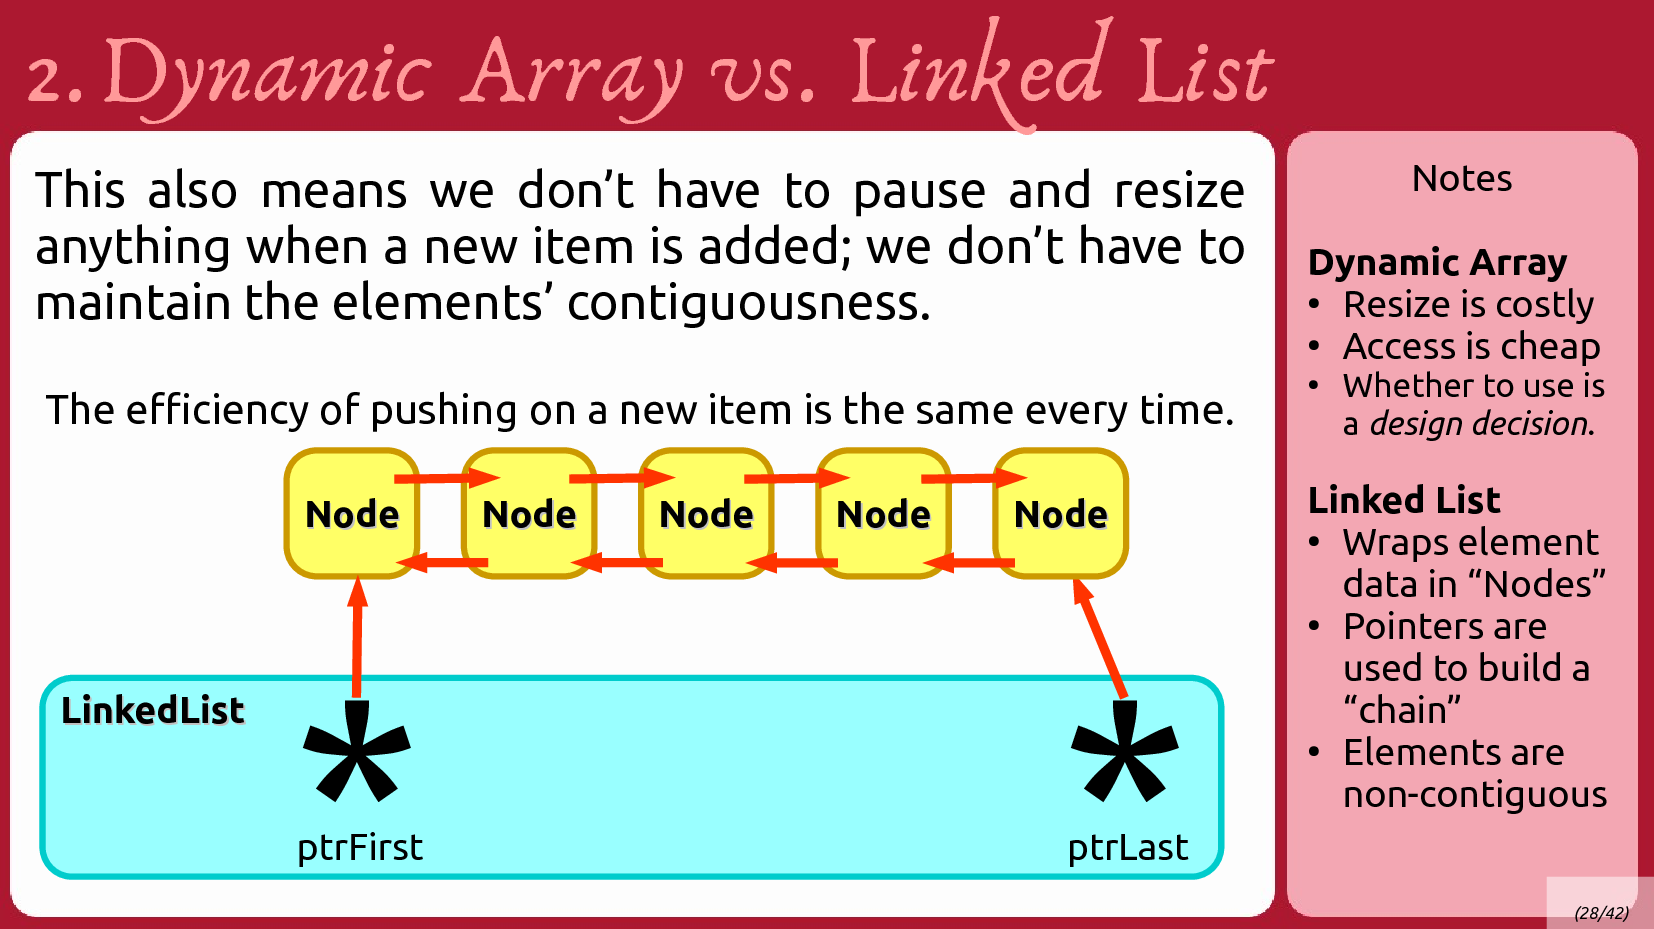 2. Dynamic Array vs. Linked List
This also means we don’t have to pause and resize
anything when a new item is added; we don’t have to
maintain the elements’ contiguousness.
The efficiency of pushing on a new item is the same every time.
Node Node Node Node Node
LinkedList
* *
ptrFirst ptrLast
Notes
Dynamic Array
• Resize is costly
• Access is cheap
• Whether to use is
a design decision.
Linked List
• Wraps element
data in “Nodes”
• Pointers are
used to build a
“chain”
• Elements are
non-contiguous
(28/42)